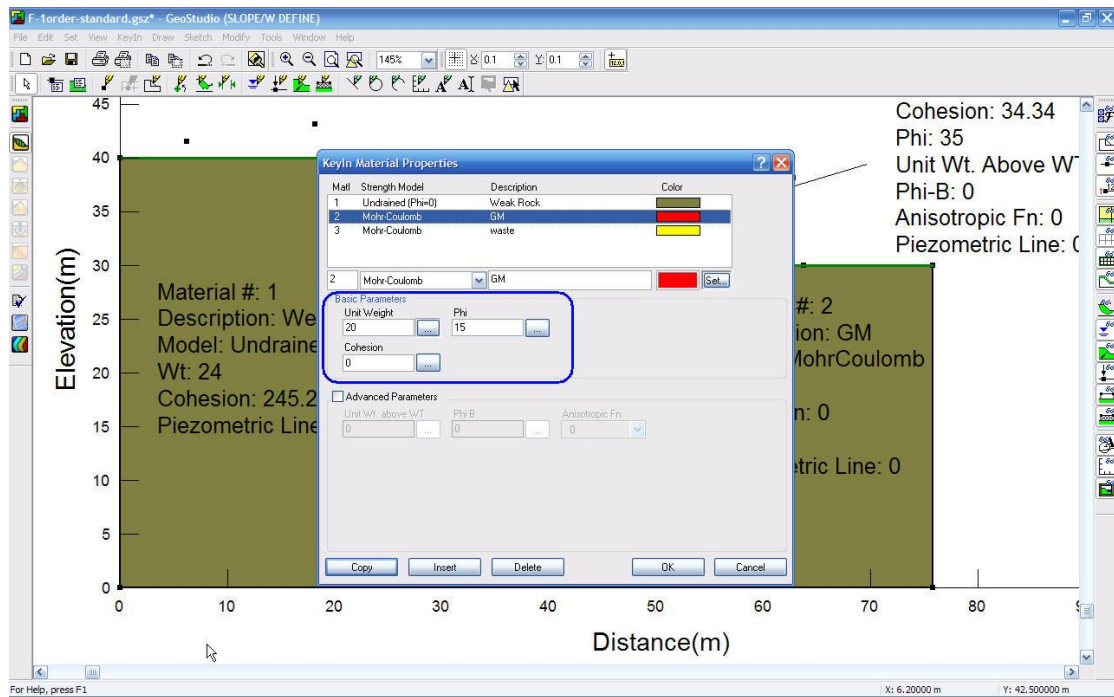 F-1order-standard.gsz* - GeoStudio (SLOPE/W DEFINE)
File Edit Set View KeyIn Draw Sketch Modify Tools Window Help
145% X: 0.1 Y: 0.1
45
40
35
30
25
20
15
10
5
0
Elevation(m)
0 10 20 30 40 50 60 70 80
Distance(m)
Material #: 1
Description: We
Model: Undraine
Wt: 24
Cohesion: 245.2
Piezometric Line
Cohesion: 34.34
Phi: 35
Unit Wt. Above WT
Phi-B: 0
Anisotropic Fn: 0
Piezometric Line: 0
#: 2
ion: GM
MohrCoulomb
n: 0
etric Line: 0
KeyIn Material Properties
Matl Strength Model Description Color
1 Undrained (Phi=0) Weak Rock
2 Mohr-Coulomb GM
3 Mohr-Coulomb waste
2 Mohr-Coulomb GM Set...
Basic Parameters
Unit Weight Phi
20 ... 15 ...
Cohesion
0 ...
Advanced Parameters
Unit Wt. above WT Phi B Anisotropic Fn.
0 ... 0 ... 0
Copy Insert Delete OK Cancel
For Help, press F1
X: 6.20000 m Y: 42.500000 m